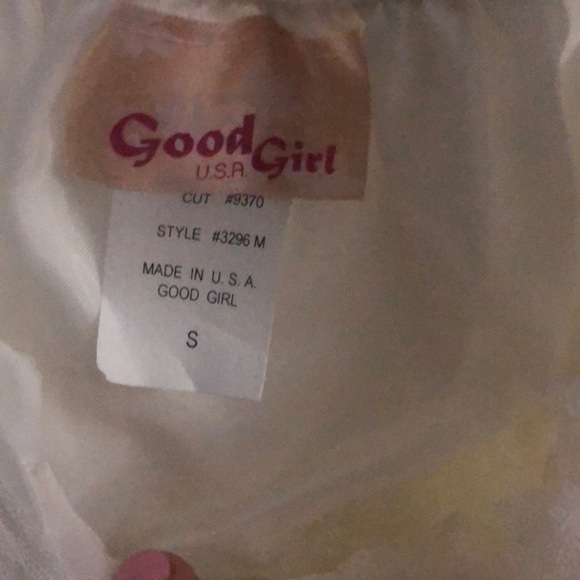 Good Girl
U.S.A.
CUT #9370
STYLE #3296 M
MADE IN U.S.A.
GOOD GIRL
S